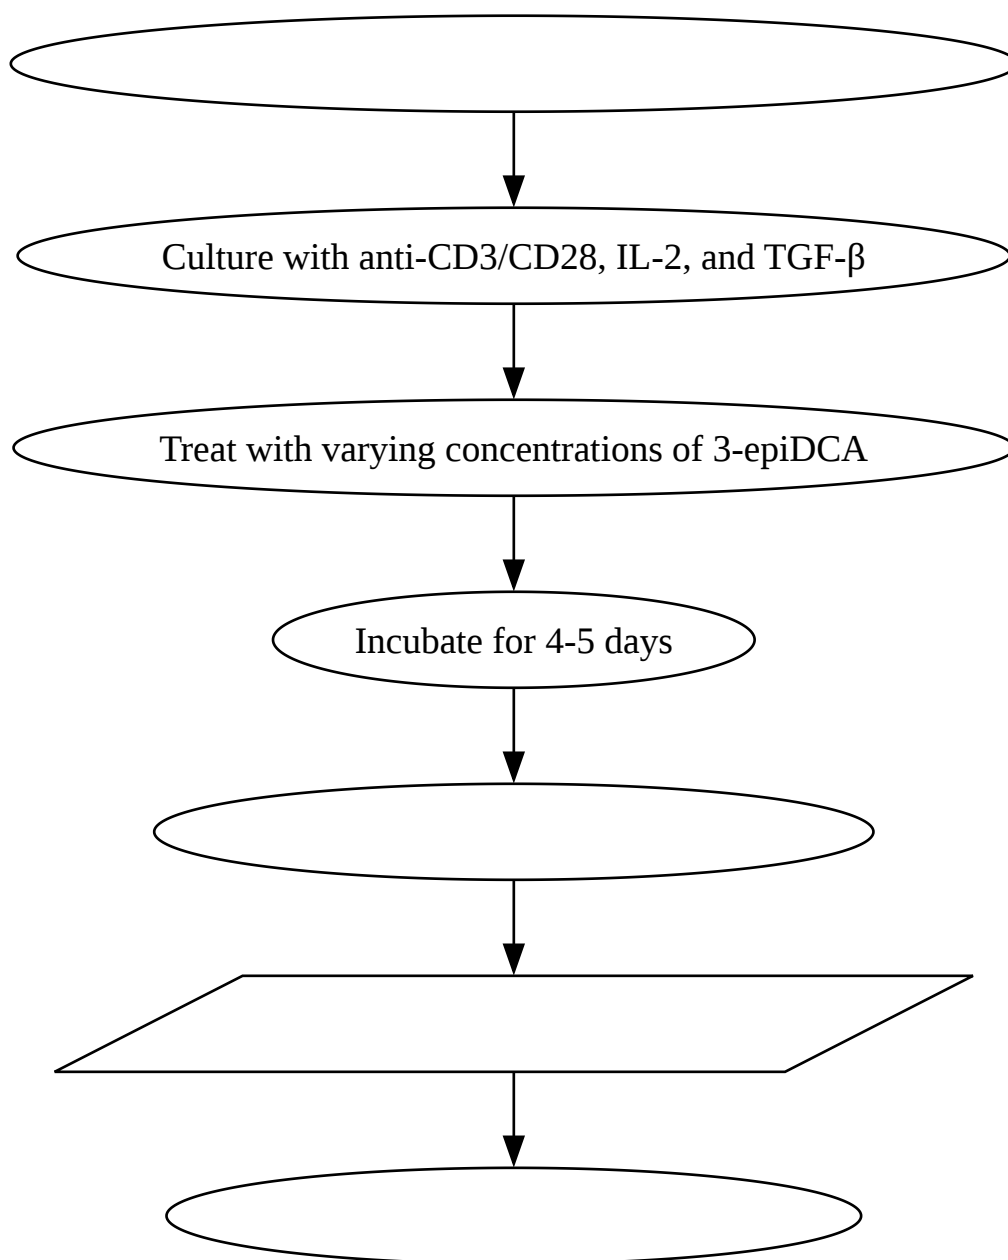 Culture with anti-CD3/CD28, IL-2, and TGF-β
Treat with varying concentrations of 3-epiDCA
Incubate for 4-5 days